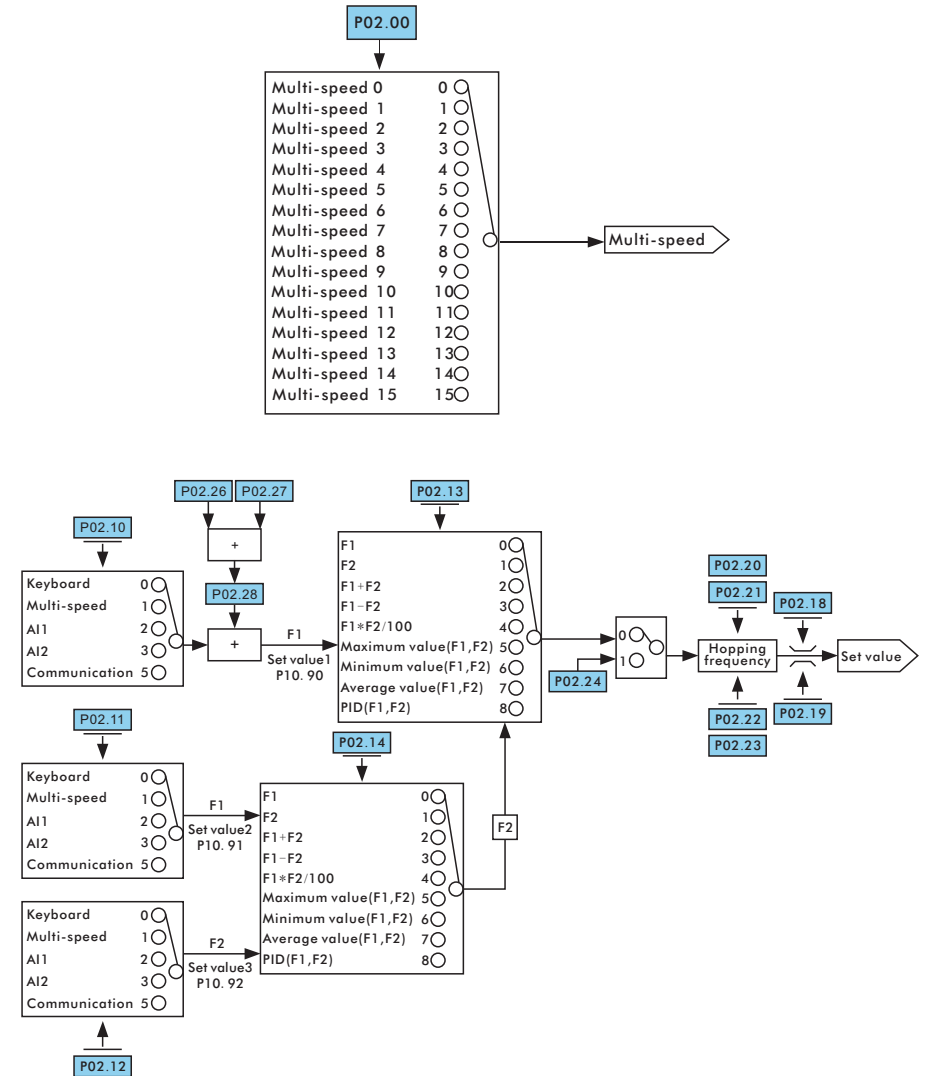 P02.00
Multi-speed 0 0
Multi-speed 1 1
Multi-speed 2 2
Multi-speed 3 3
Multi-speed 4 4
Multi-speed 5 5
Multi-speed 6 6
Multi-speed 7 7
Multi-speed 8 8
Multi-speed 9 9
Multi-speed 10 10
Multi-speed 11 11
Multi-speed 12 12
Multi-speed 13 13
Multi-speed 14 14
Multi-speed 15 15
Multi-speed
P02.26 P02.27
+
P02.28
+
P02.10
Keyboard 0
Multi-speed 1
AI1 2
AI2 3
Communication 5
F1
Set value1
P10. 90
P02.13
F1 0
F2 1
F1+F2 2
F1-F2 3
F1*F2/100 4
Maximum value(F1,F2) 5
Minimum value(F1,F2) 6
Average value(F1,F2) 7
PID(F1,F2) 8
0
1
P02.24
P02.20
P02.21
Hopping
frequency
P02.22
P02.23
P02.18
P02.19
Set value
P02.11
Keyboard 0
Multi-speed 1
AI1 2
AI2 3
Communication 5
F1
Set value2
P10. 91
P02.14
F1 0
F2 1
F1+F2 2
F1-F2 3
F1*F2/100 4
Maximum value(F1,F2) 5
Minimum value(F1,F2) 6
Average value(F1,F2) 7
PID(F1,F2) 8
F2
Keyboard 0
Multi-speed 1
AI1 2
AI2 3
Communication 5
F2
Set value3
P10. 92
P02.12